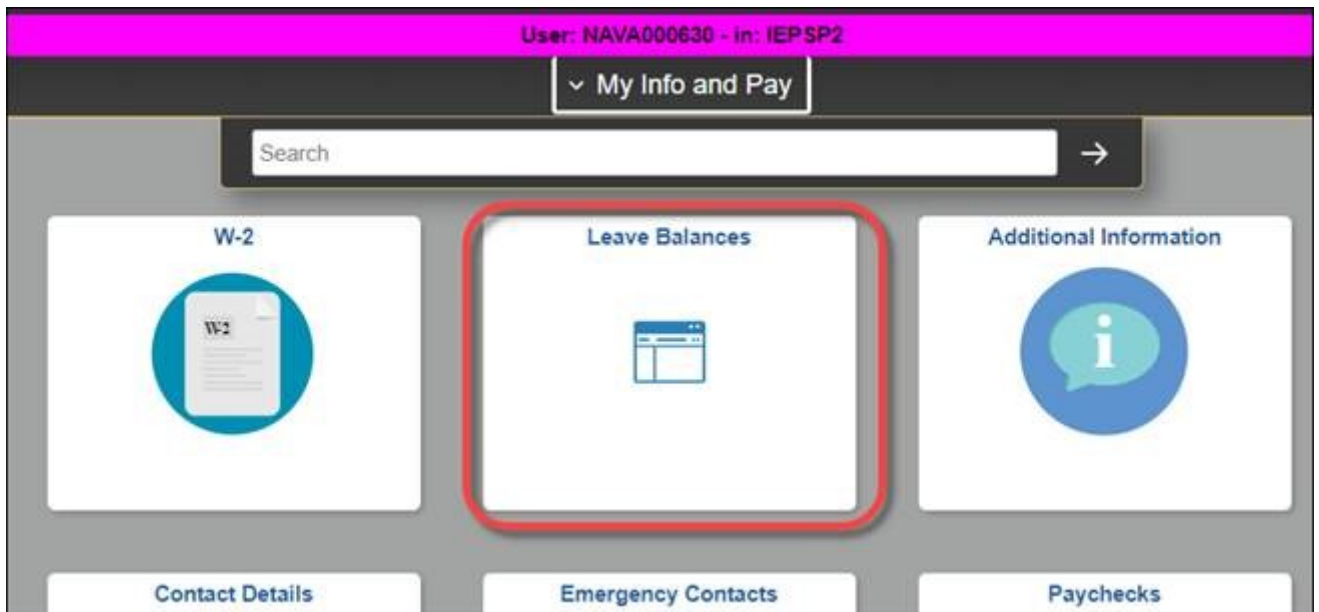 User: NAVA000630 - in: IEPSP2
My Info and Pay
Search
W-2 Leave Balances Additional Information
W-2
i
Contact Details Emergency Contacts Paychecks